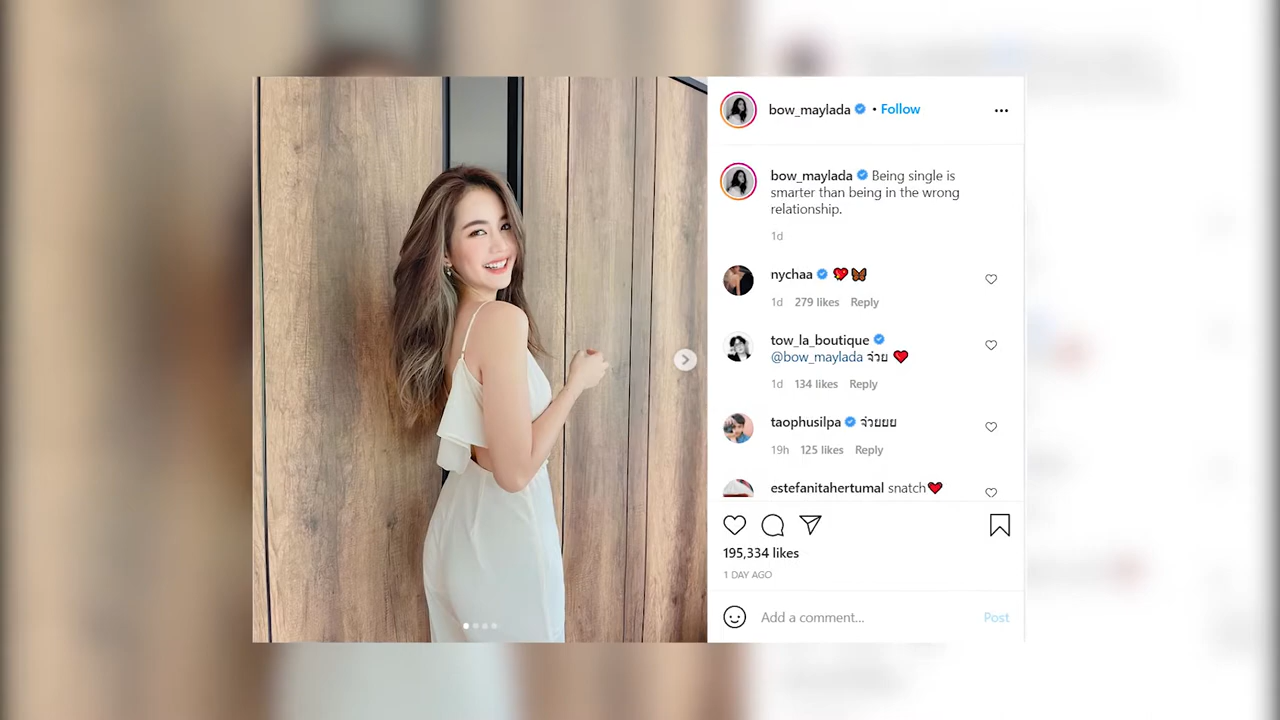 bow_maylada • Follow
bow_maylada Being single is
smarter than being in the wrong
relationship.
1d
nychaa ❤️🦋
1d 279 likes Reply
tow_la_boutique
@bow_maylada จ่วย ❤️
1d 134 likes Reply
taophusilpa จ่วยยย
19h 125 likes Reply
estefanitahertumal snatch❤️
195,334 likes
1 DAY AGO
Add a comment...
Post